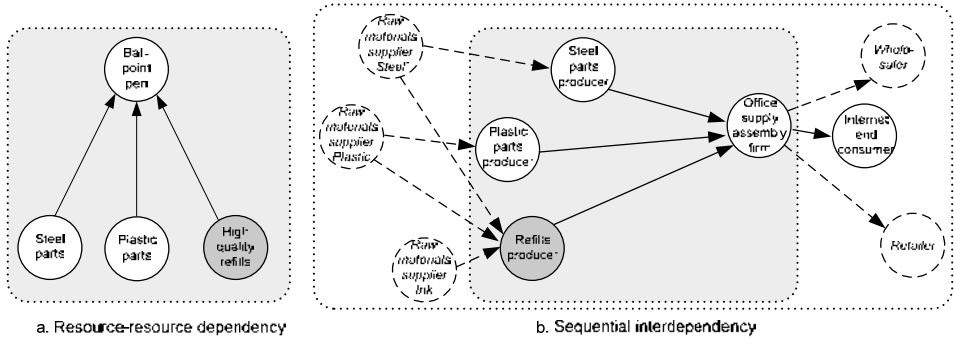 Ball-
point
pen
Steel
parts
Plastic
parts
High-
quality
refills
a. Resource-resource dependency
Raw
materials
supplier
Steel
Raw
materials
supplier
Plastic
Raw
materials
supplier
Ink
Steel
parts
producer
Plastic
parts
producer
Refills
producer
Office
supply
assembly
firm
Whole-
saler
Internet
end
consumer
Retailer
b. Sequential interdependency